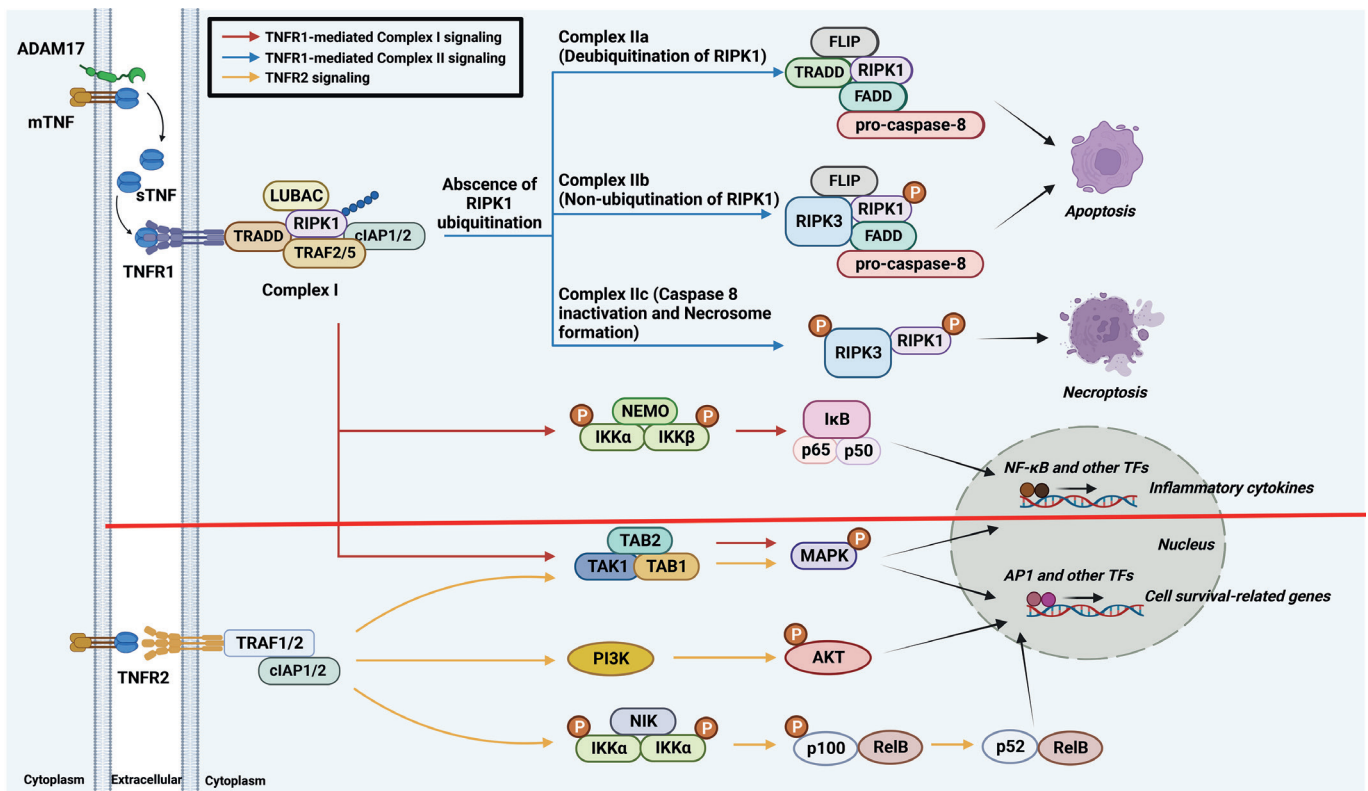 ADAM17
mTNF
sTNF
TNFR1
TNFR1-mediated Complex I signaling
TNFR1-mediated Complex II signaling
TNFR2 signaling
LUBAC
RIPK1
TRADD
cIAP1/2
TRAF2/5
Complex I
Abscence of
RIPK1
ubiquitination
Complex IIa
(Deubiqutination of RIPK1)
FLIP
TRADD
RIPK1
FADD
pro-caspase-8
Complex IIb
(Non-ubiqutination of RIPK1)
FLIP
P
RIPK3
RIPK1
FADD
pro-caspase-8
Apoptosis
Complex IIc (Caspase 8
inactivation and Necrosome
formation)
P
P
RIPK3
RIPK1
Necroptosis
P
NEMO
P
IKKα
IKKβ
IκB
p65
p50
NF-κB and other TFs
Inflammatory cytokines
Nucleus
TAB2
TAK1
TAB1
P
MAPK
AP1 and other TFs
Cell survival-related genes
TNFR2
TRAF1/2
cIAP1/2
PI3K
P
AKT
P
NIK
P
IKKα
IKKα
P
p100
RelB
p52
RelB
Cytoplasm
Extracellular
Cytoplasm